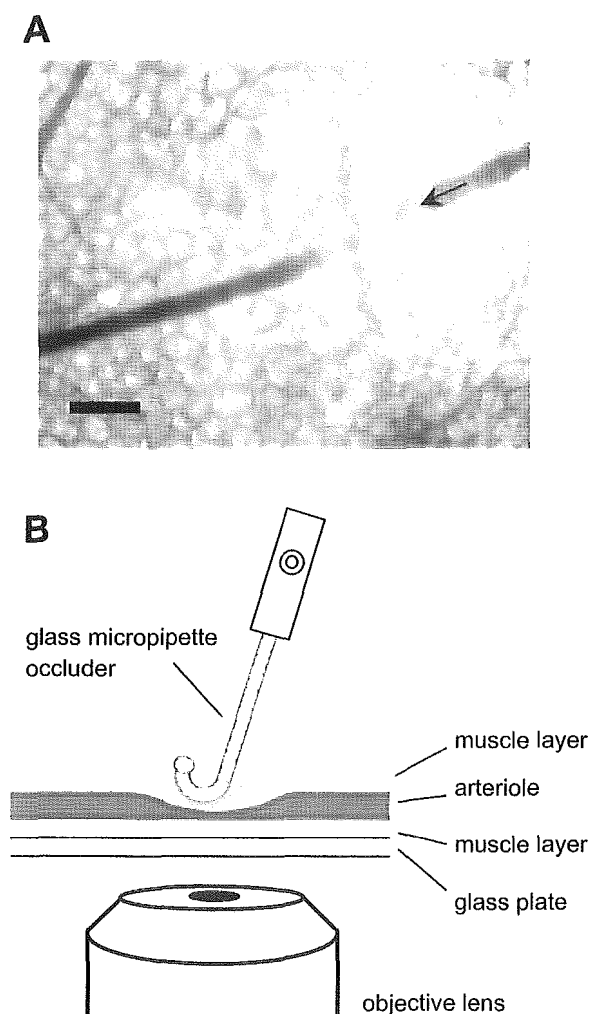 A
B
glass micropipette
occluder
muscle layer
arteriole
muscle layer
glass plate
objective lens